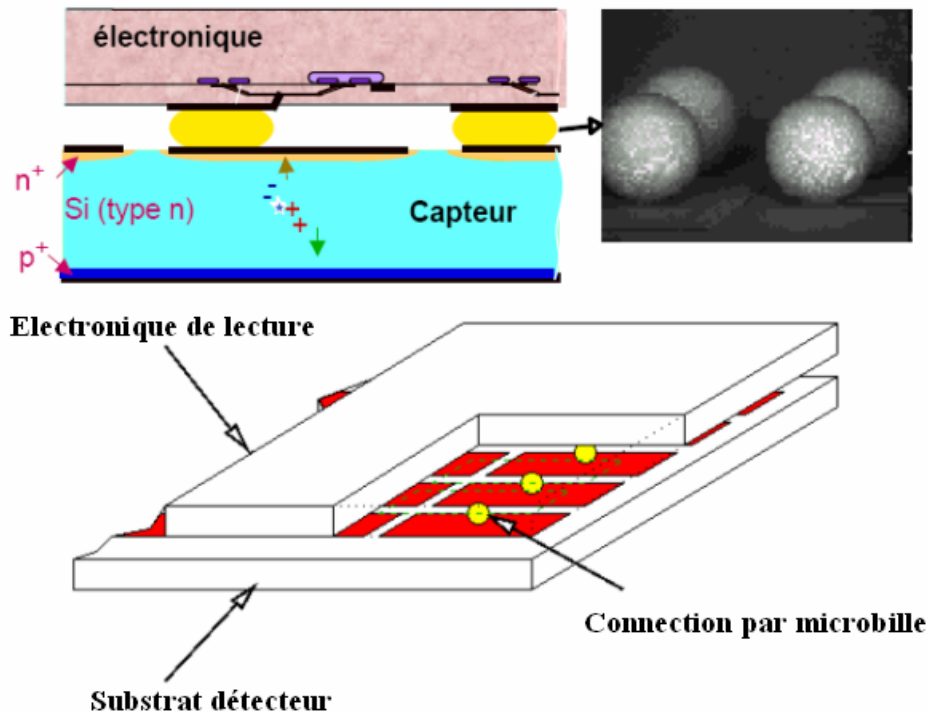 électronique
n+
Si (type n)
Capteur
p+
Electronique de lecture
Connection par microbille
Substrat détecteur